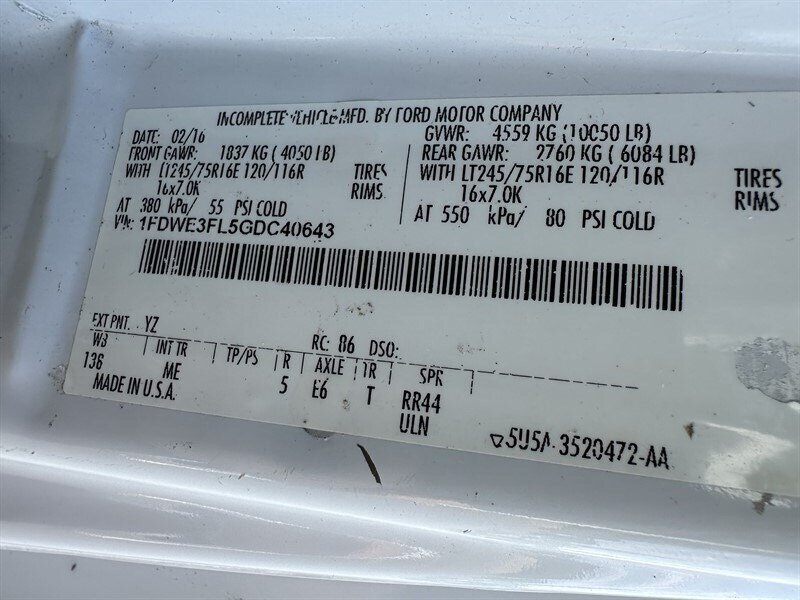 INCOMPLETE VEHICLE MFD. BY FORD MOTOR COMPANY
DATE: 02/16 GVWR: 4559 KG (10050 LB)
FRONT GAWR: 1837 KG ( 4050 LB) REAR GAWR: 2760 KG ( 6084 LB)
WITH LT245/75R16E 120/116R TIRES WITH LT245/75R16E 120/116R TIRES
16x7.0K RIMS 16x7.0K RIMS
AT 380 kPa/ 55 PSI COLD AT 550 kPa/ 80 PSI COLD
VIN: 1FDWE3FL5GDC40643
EXT PNT: YZ RC: 86 DSO:
WB INT TR TP/PS R AXLE TR SPR
138 ME 5 E6 T RR44
MADE IN U.S.A. ULN
5U5A-3520472-AA